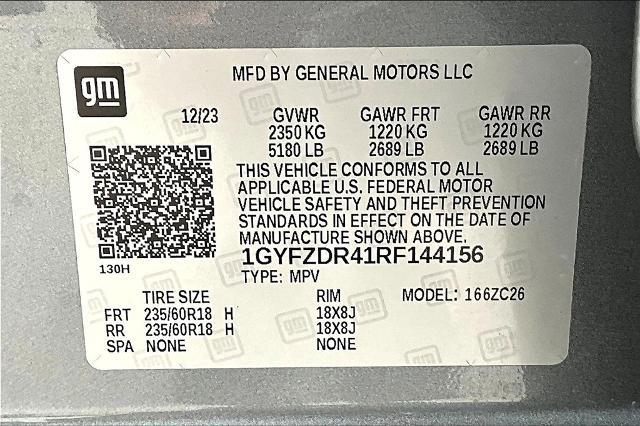 gm
MFD BY GENERAL MOTORS LLC
12/23 GVWR GAWR FRT GAWR RR
2350 KG 1220 KG 1220 KG
5180 LB 2689 LB 2689 LB
THIS VEHICLE CONFORMS TO ALL
APPLICABLE U.S. FEDERAL MOTOR
VEHICLE SAFETY AND THEFT PREVENTION
STANDARDS IN EFFECT ON THE DATE OF
MANUFACTURE SHOWN ABOVE.
130H
1GYFZDR41RF144156
TYPE: MPV
TIRE SIZE RIM MODEL: 166ZC26
FRT 235/60R18 H 18X8J
RR 235/60R18 H 18X8J
SPA NONE NONE